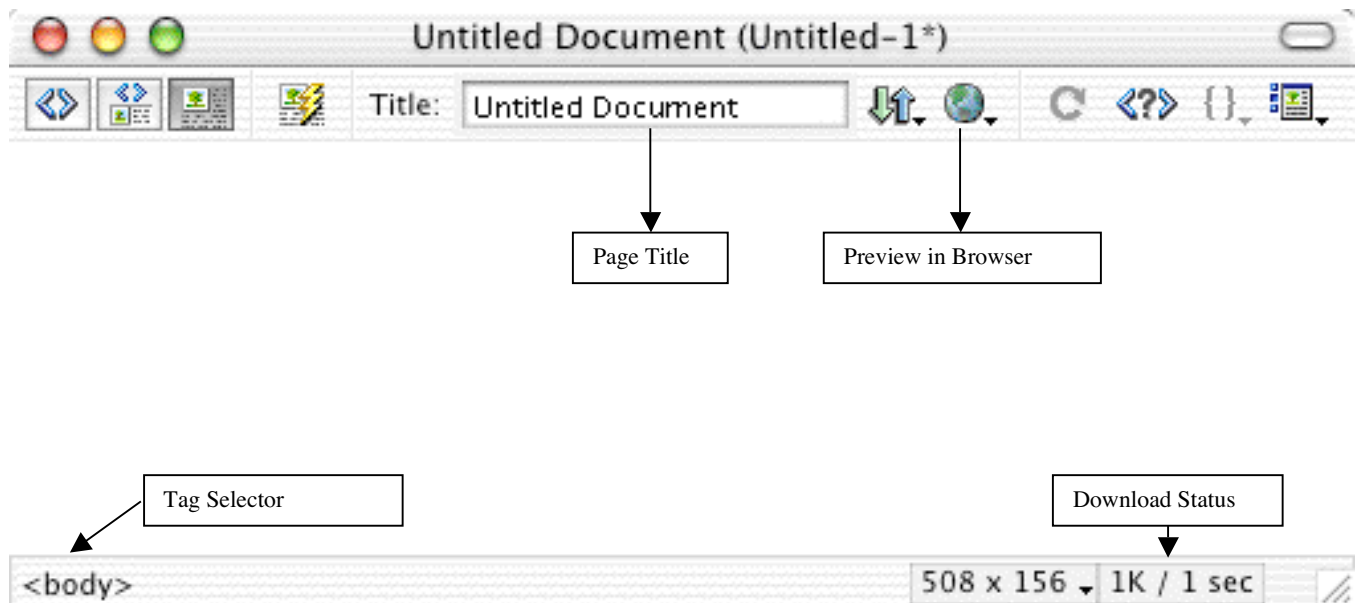 Untitled Document (Untitled-1*)
Title: Untitled Document
Page Title
Preview in Browser
Tag Selector
Download Status
<body>
508 x 156 1K / 1 sec